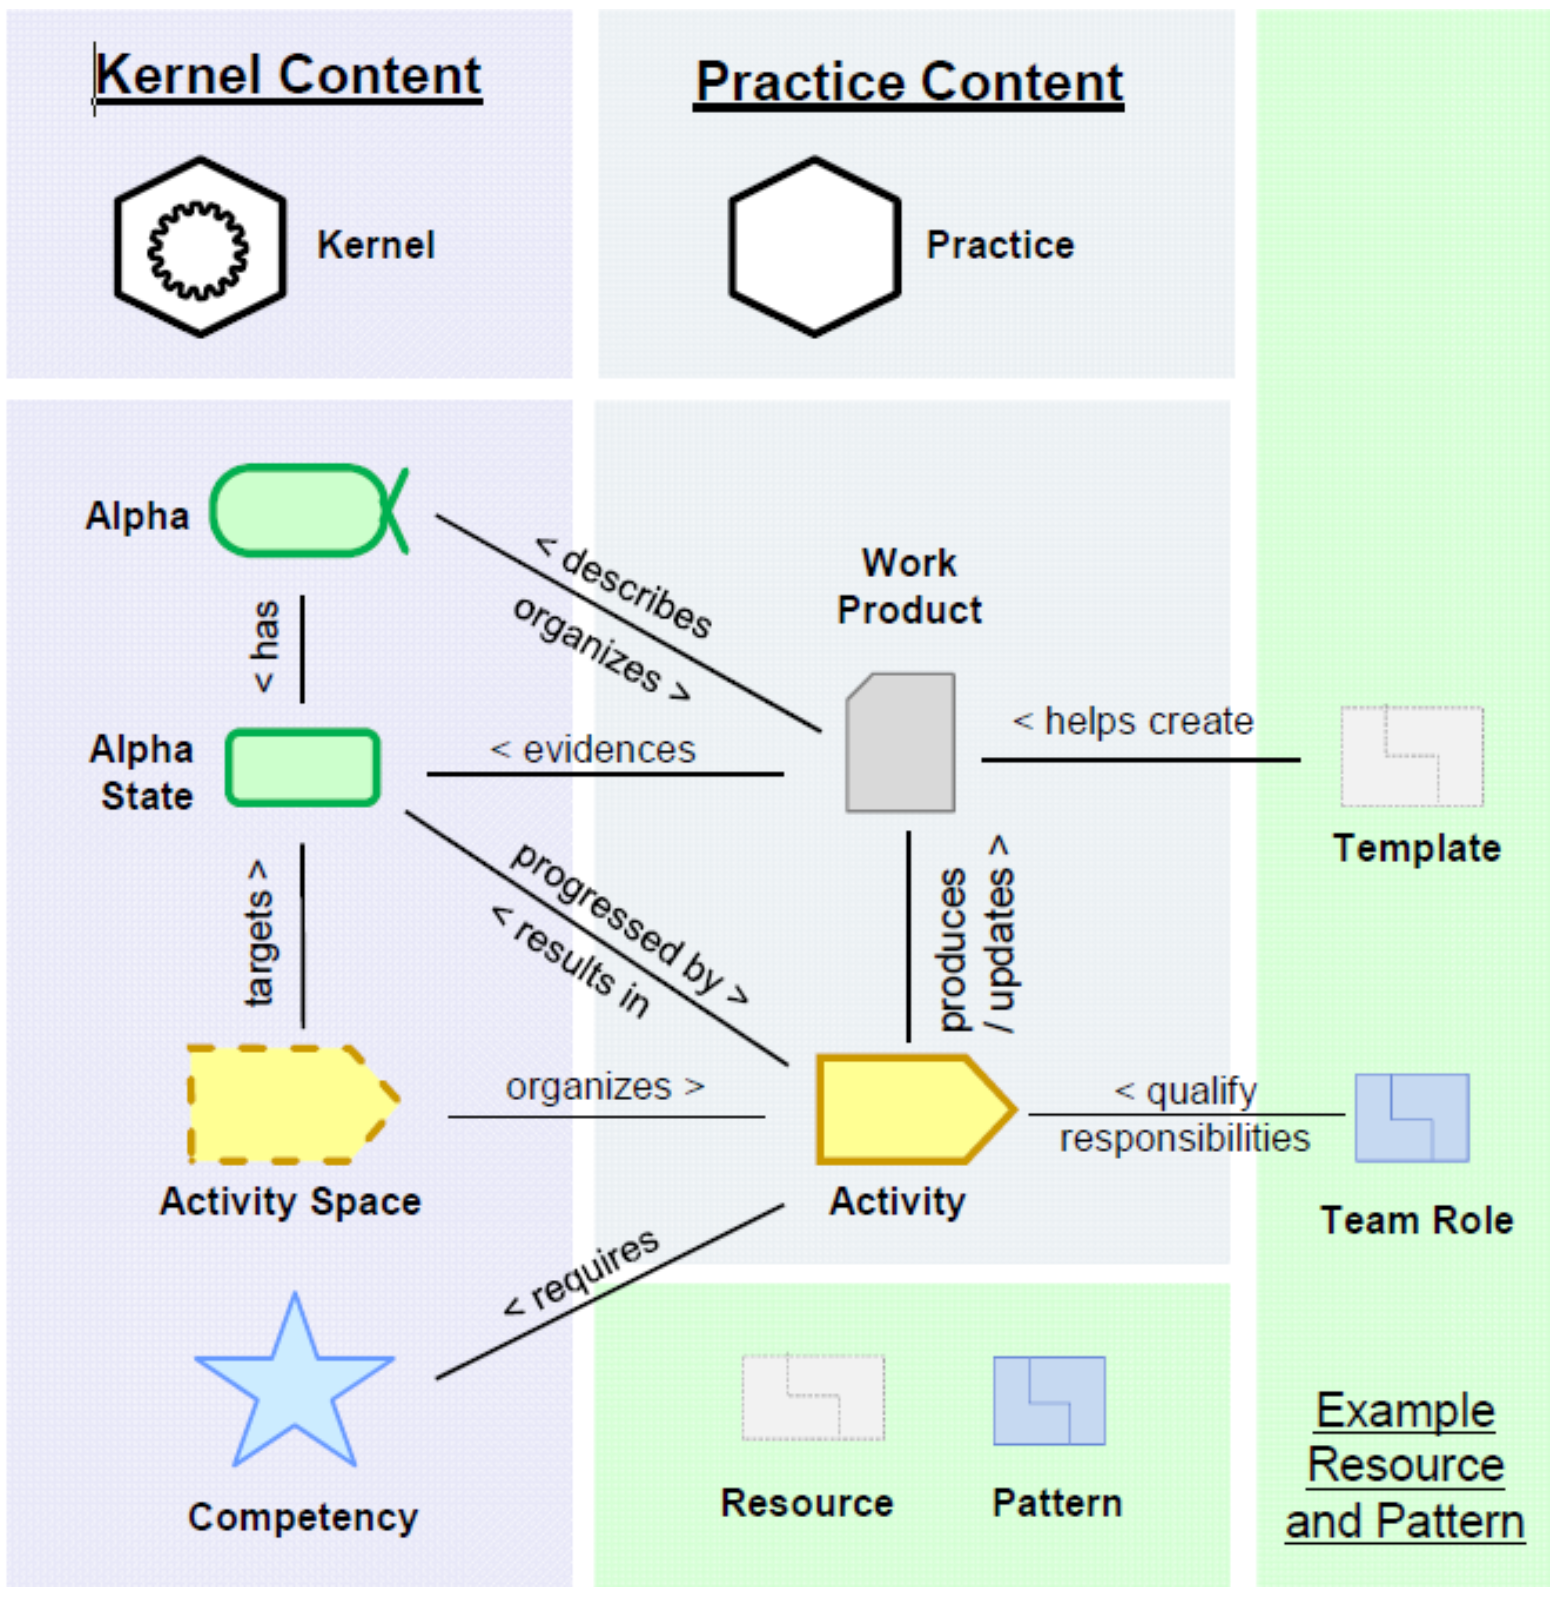 Kernel Content
Practice Content
Kernel
Practice
Alpha
< describes
organizes >
Work
Product
< has
Alpha
State
< evidences
< helps create
Template
targets >
progressed by >
< results in
produces
/ updates >
organizes >
< qualify
responsibilities
Activity Space
Activity
Team Role
< requires
Competency
Resource
Pattern
Example
Resource
and Pattern